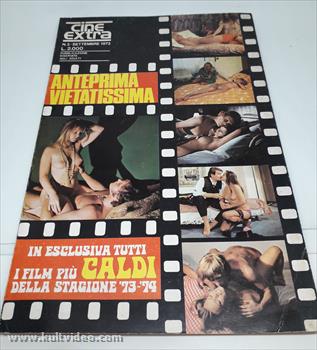 CINE
EXTRA
N.3 - SETTEMBRE 1973
L. 2.000
ANTEPRIMA
VIETATISSIMA
IN ESCLUSIVA TUTTI
I FILM PIÙ CALDI
DELLA STAGIONE '73-'74
www.kultvideo.com